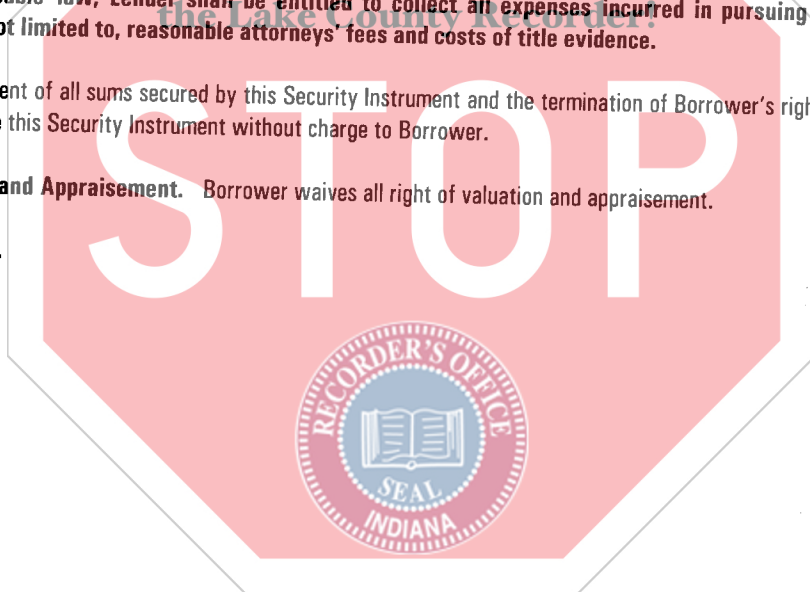 law, Lender shall be entitled to collect all expenses incurred in pursuing
the Lake County Recorder!
ot limited to, reasonable attorneys' fees and costs of title evidence.
ent of all sums secured by this Security Instrument and the termination of Borrower's righ
this Security Instrument without charge to Borrower.
and Appraisement. Borrower waives all right of valuation and appraisement.
STOP
RECORDER'S OFFICE
SEAL
INDIANA